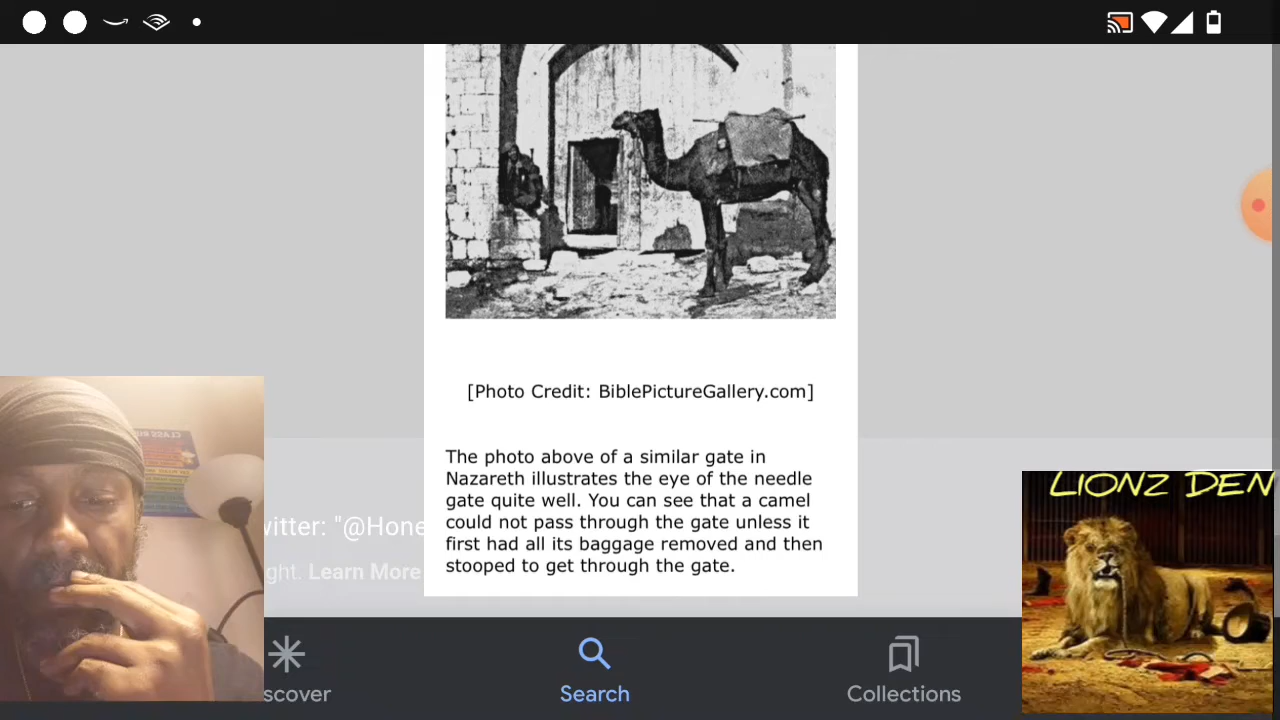 [Photo Credit: BiblePictureGallery.com]
The photo above of a similar gate in
Nazareth illustrates the eye of the needle
gate quite well. You can see that a camel
could not pass through the gate unless it
first had all its baggage removed and then
stooped to get through the gate.
itter: "@Hone
ght. Learn More
LIONZ DEN
scover
Search
Collections